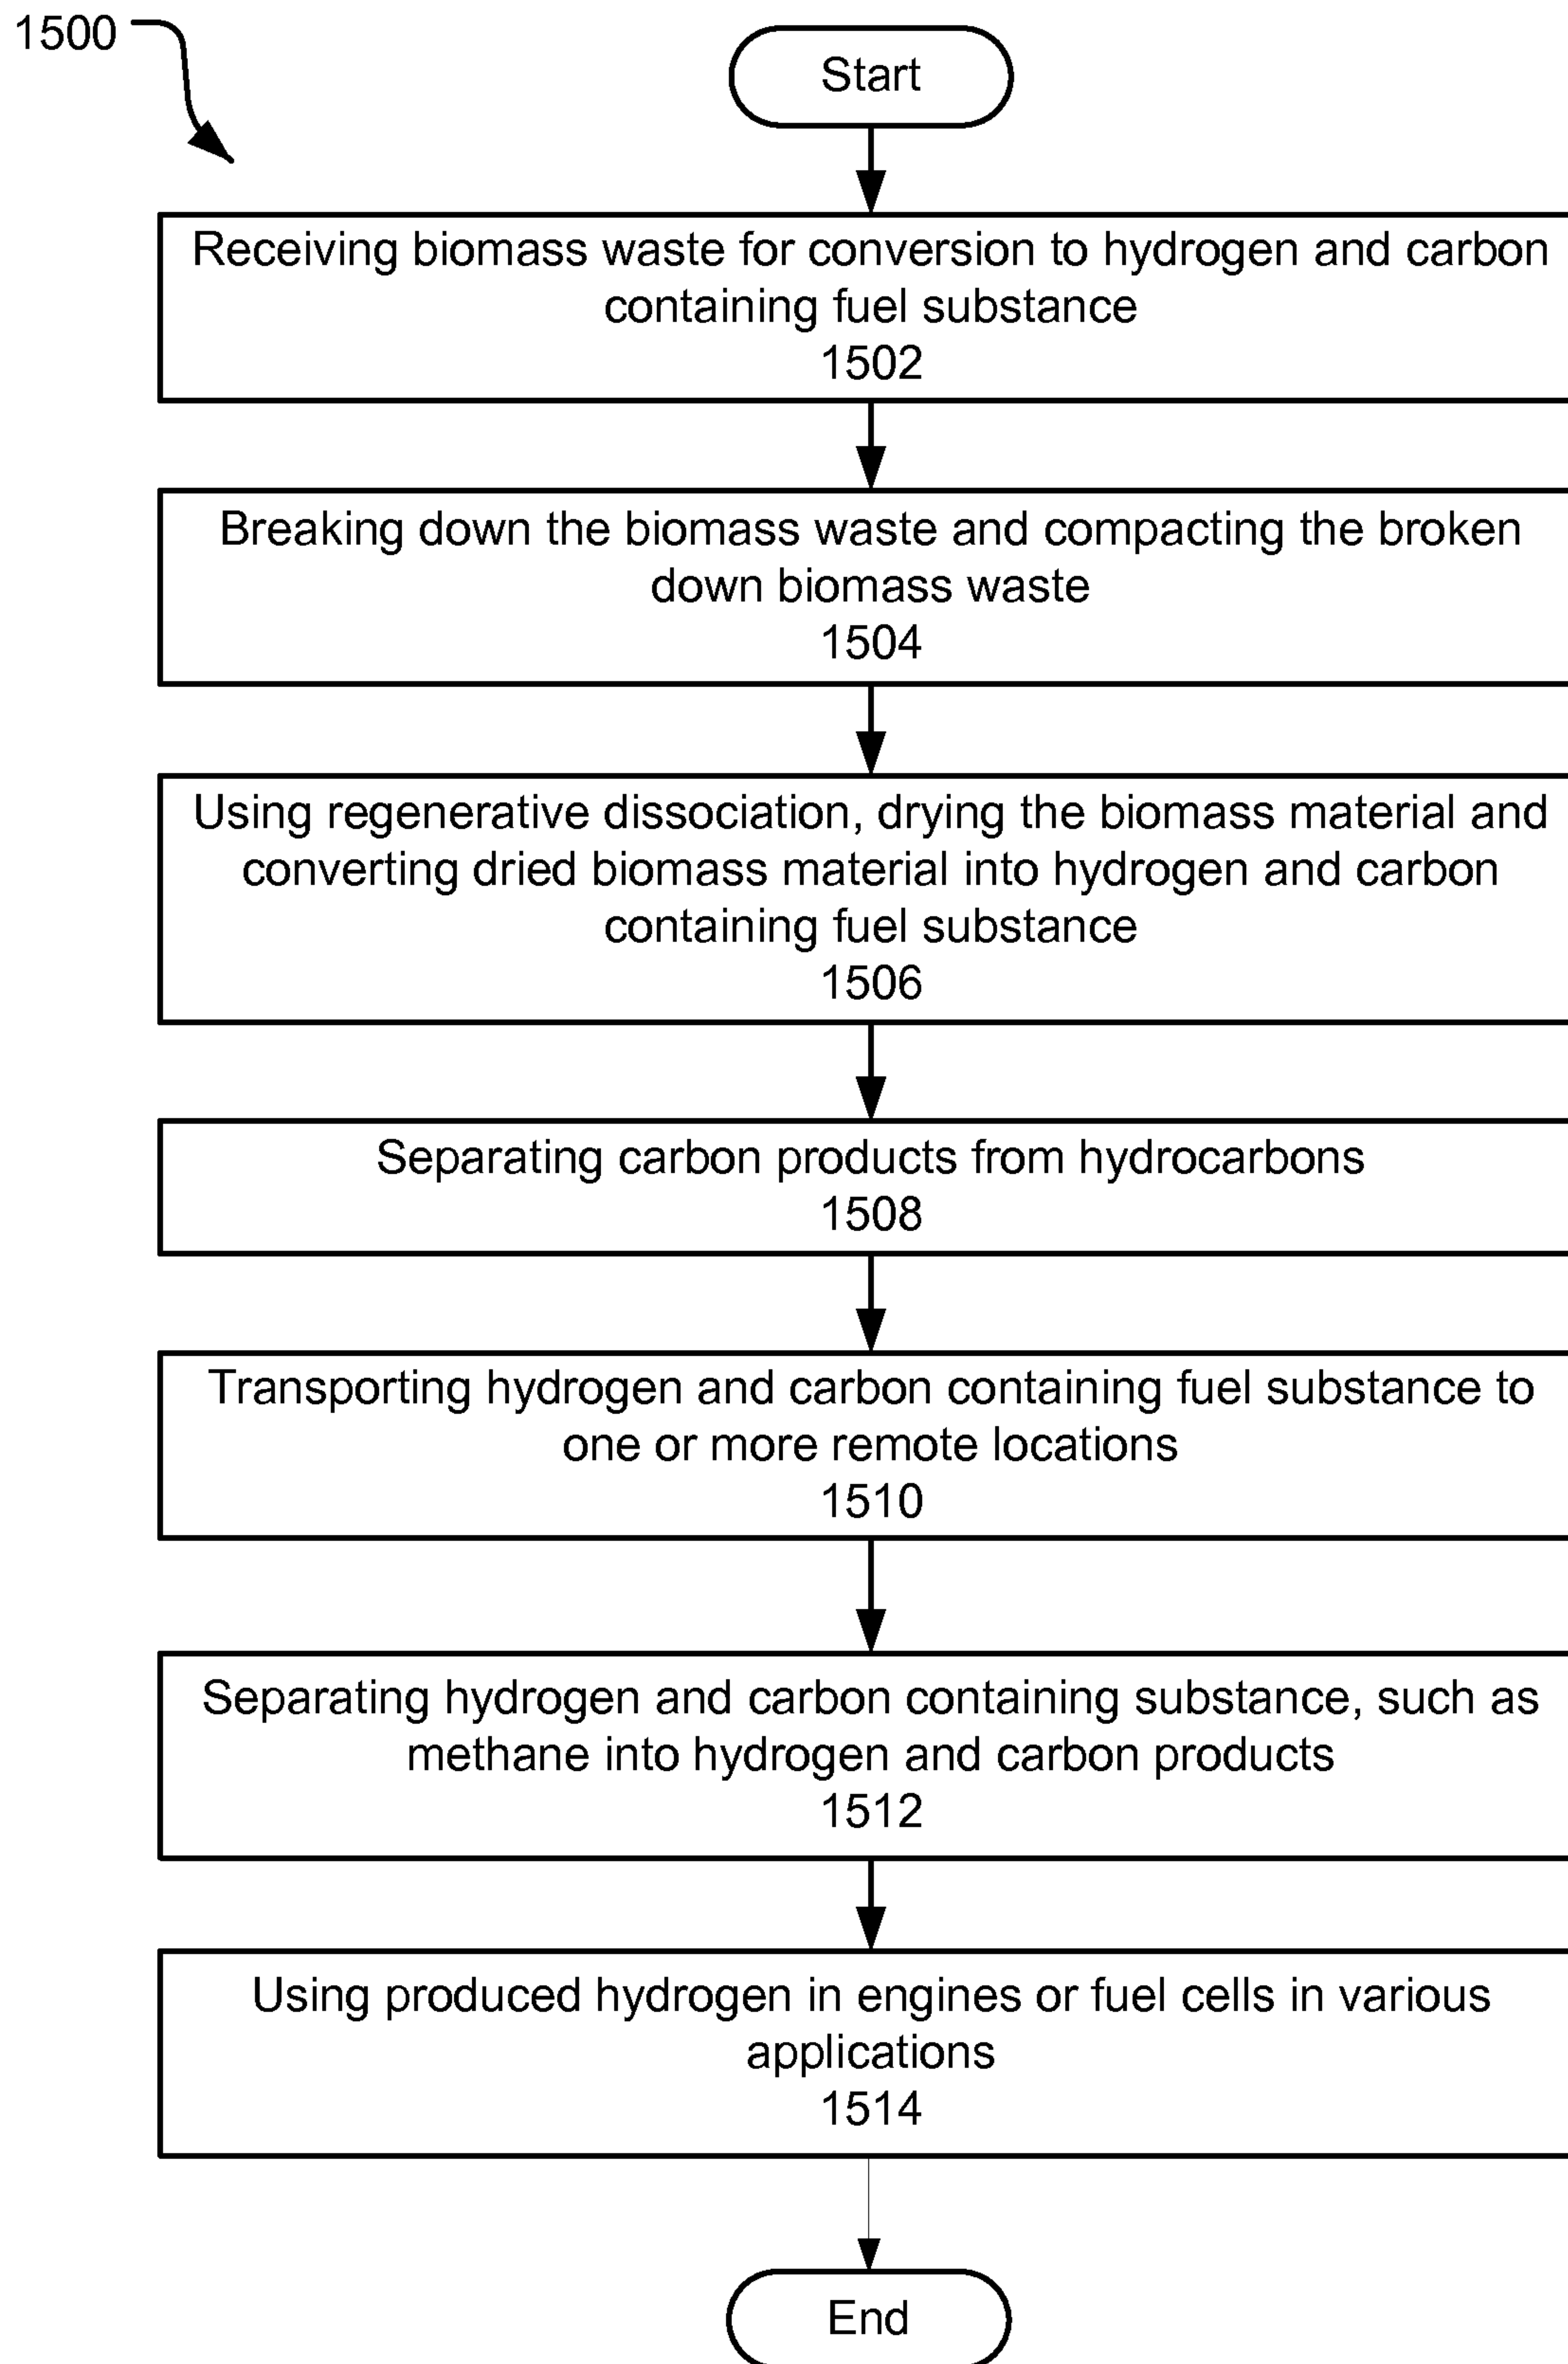 1500
Start
Receiving biomass waste for conversion to hydrogen and carbon
containing fuel substance
1502
Breaking down the biomass waste and compacting the broken
down biomass waste
1504
Using regenerative dissociation, drying the biomass material and
converting dried biomass material into hydrogen and carbon
containing fuel substance
1506
Separating carbon products from hydrocarbons
1508
Transporting hydrogen and carbon containing fuel substance to
one or more remote locations
1510
Separating hydrogen and carbon containing substance, such as
methane into hydrogen and carbon products
1512
Using produced hydrogen in engines or fuel cells in various
applications
1514
End